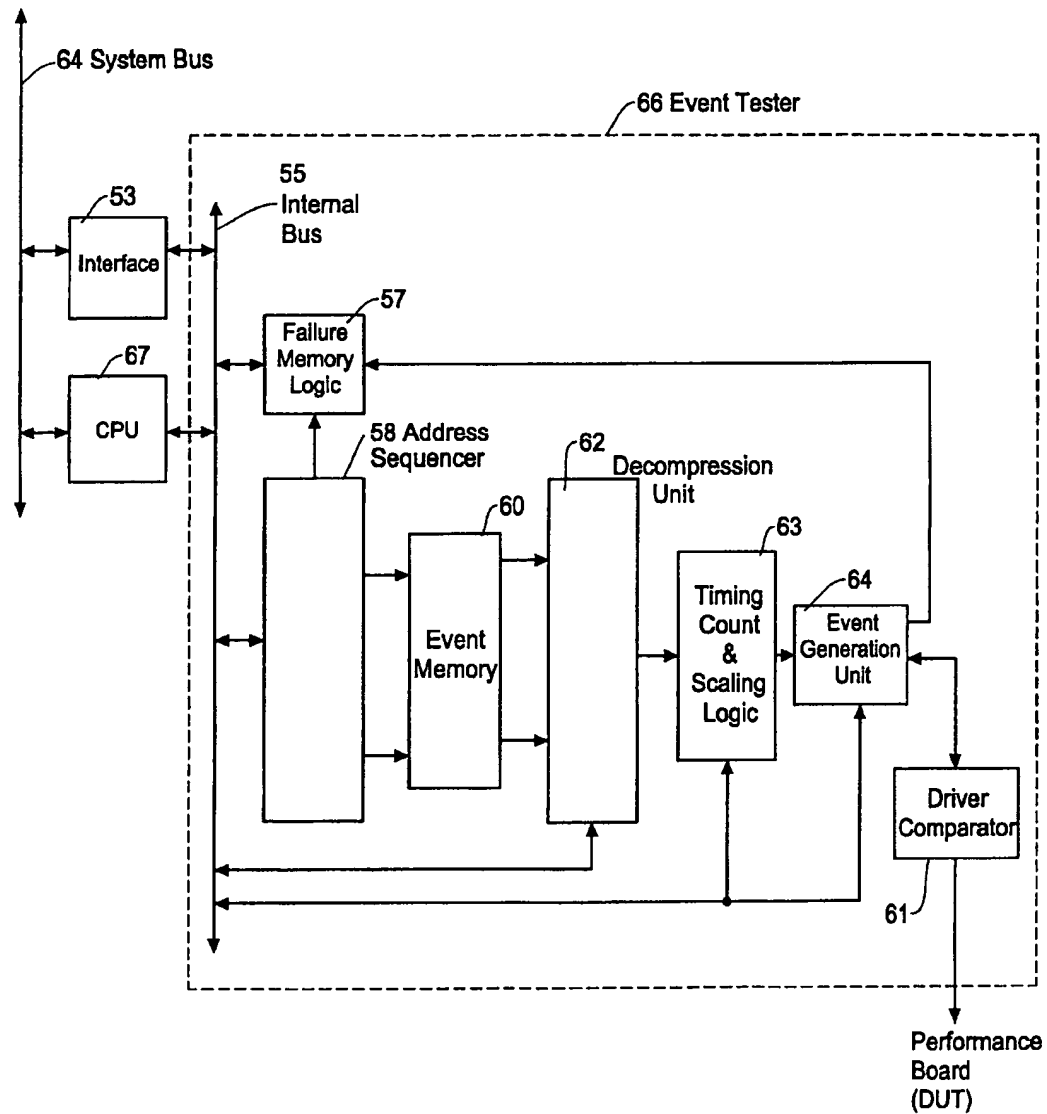 64 System Bus
66 Event Tester
55
Internal
Bus
53
Interface
57
Failure
Memory
Logic
67
CPU
58 Address
Sequencer
62
Decompression
Unit
60
Event
Memory
63
Timing
Count
&
Scaling
Logic
64
Event
Generation
Unit
Driver
Comparator
61
Performance
Board
(DUT)